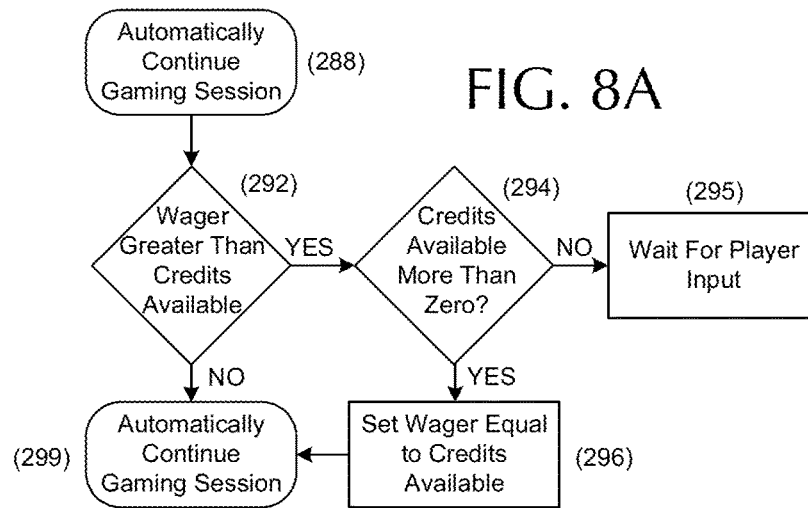 Automatically
Continue
Gaming Session
(288)
FIG. 8A
(292)
Wager
Greater Than
Credits
Available
YES
(294)
Credits
Available
More Than
Zero?
NO
(295)
Wait For Player
Input
NO
YES
(299)
Automatically
Continue
Gaming Session
Set Wager Equal
to Credits
Available
(296)